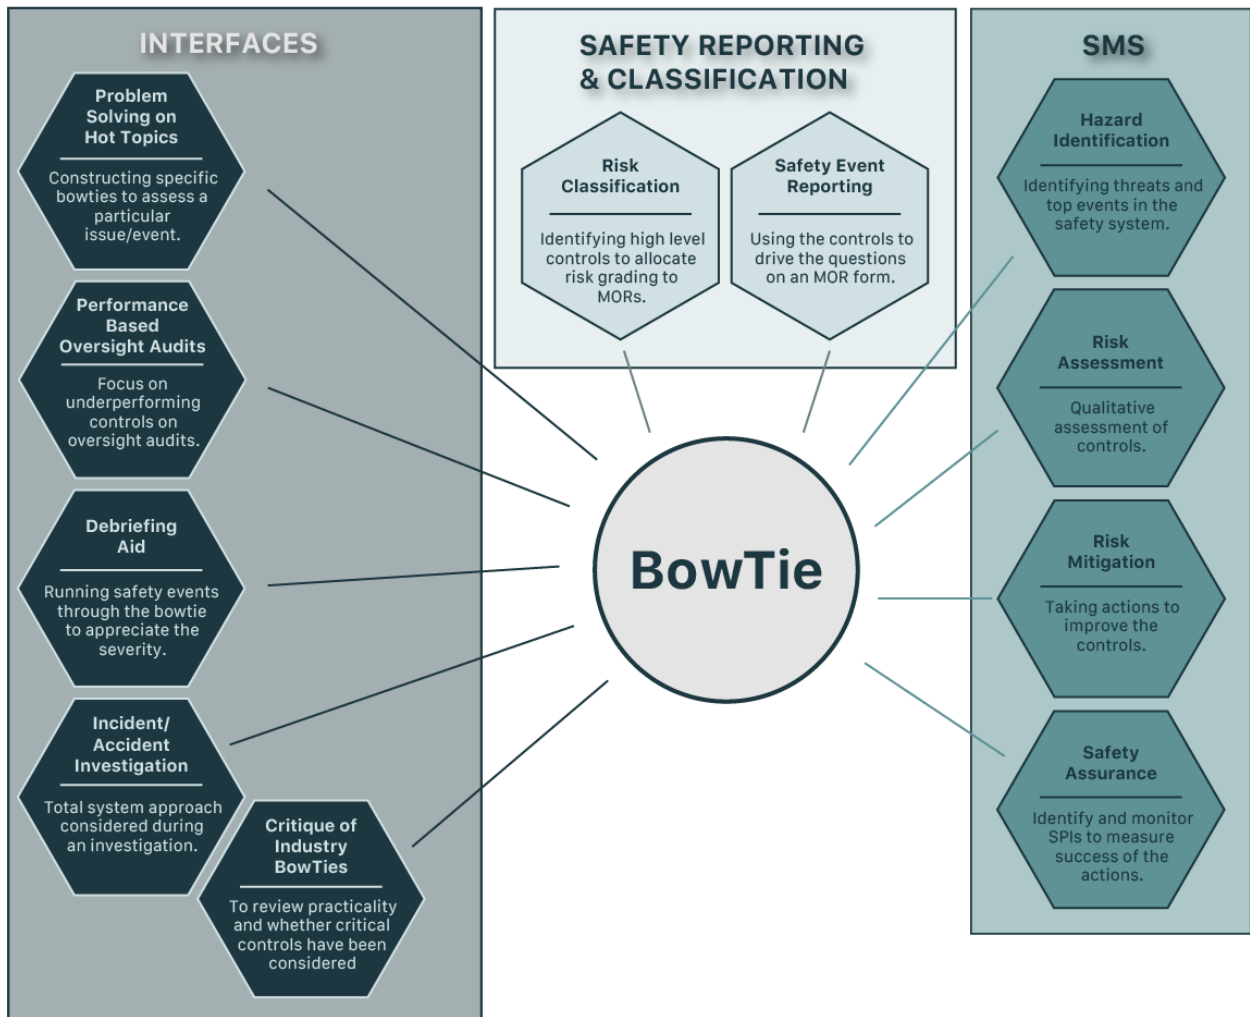 INTERFACES
Problem
Solving on
Hot Topics
Constructing specific
bowties to assess a
particular
issue/event.
Performance
Based
Oversight Audits
Focus on
underperforming
controls on
oversight audits.
Debriefing
Aid
Running safety events
through the bowtie
to appreciate the
severity.
Incident/
Accident
Investigation
Total system approach
considered during
an investigation.
Critique of
Industry
BowTies
To review practicality
and whether critical
controls have been
considered
SAFETY REPORTING
& CLASSIFICATION
Risk
Classification
Identifying high level
controls to allocate
risk grading to
MORs.
Safety Event
Reporting
Using the controls to
drive the questions
on an MOR form.
BowTie
SMS
Hazard
Identification
Identifying threats and
top events in the
safety system.
Risk
Assessment
Qualitative
assessment of
controls.
Risk
Mitigation
Taking actions to
improve the
controls.
Safety
Assurance
Identify and monitor
SPIs to measure
success of the
actions.